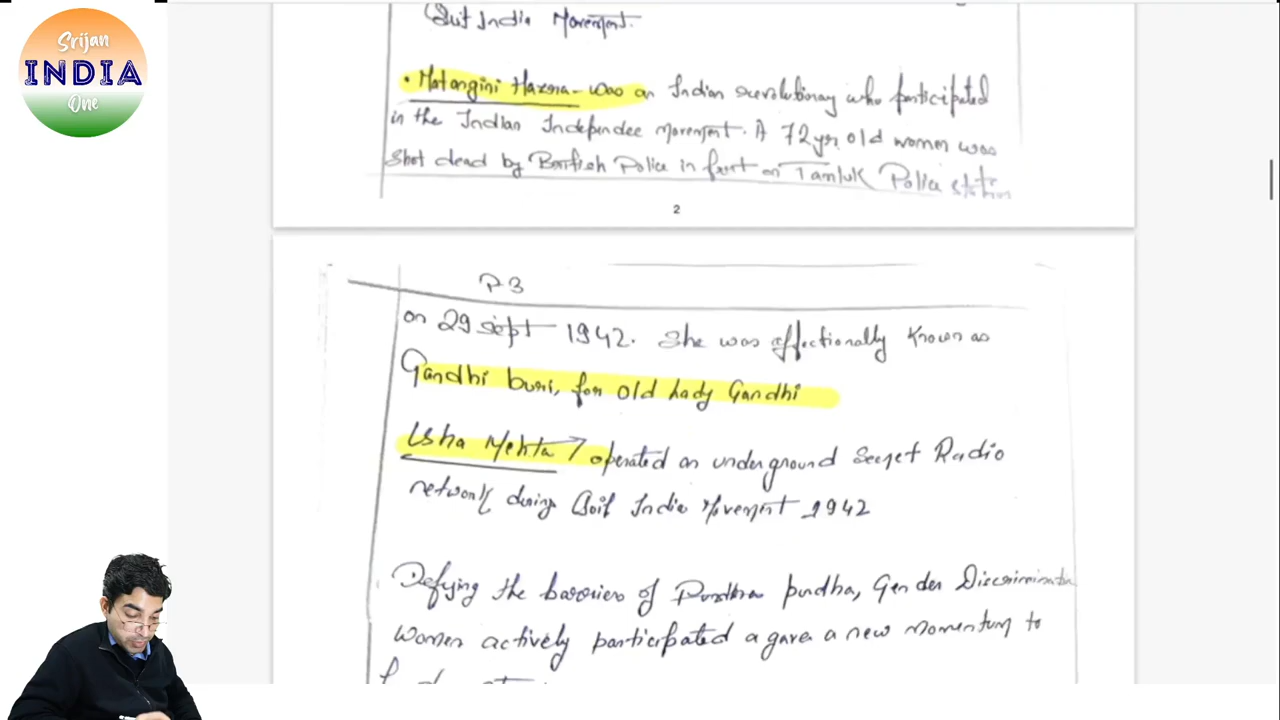 Srijan
INDIA
One
Quit India Movement.
• Matangini Hazra - was an Indian revolutionary who participated
in the Indian Independce Movement. A 72 yr old women was
shot dead by British Police in front on Tamluk Police station
2
P3
on 29 Sept 1942. She was affectionally known as
Gandhi buri, for old Lady Gandhi
Usha Mehta → operated an underground Secret Radio
network during Quit India Movement 1942
Defying the barriers of Purdha purdha, Gender Discrimination
women actively participated a gave a new momentum to